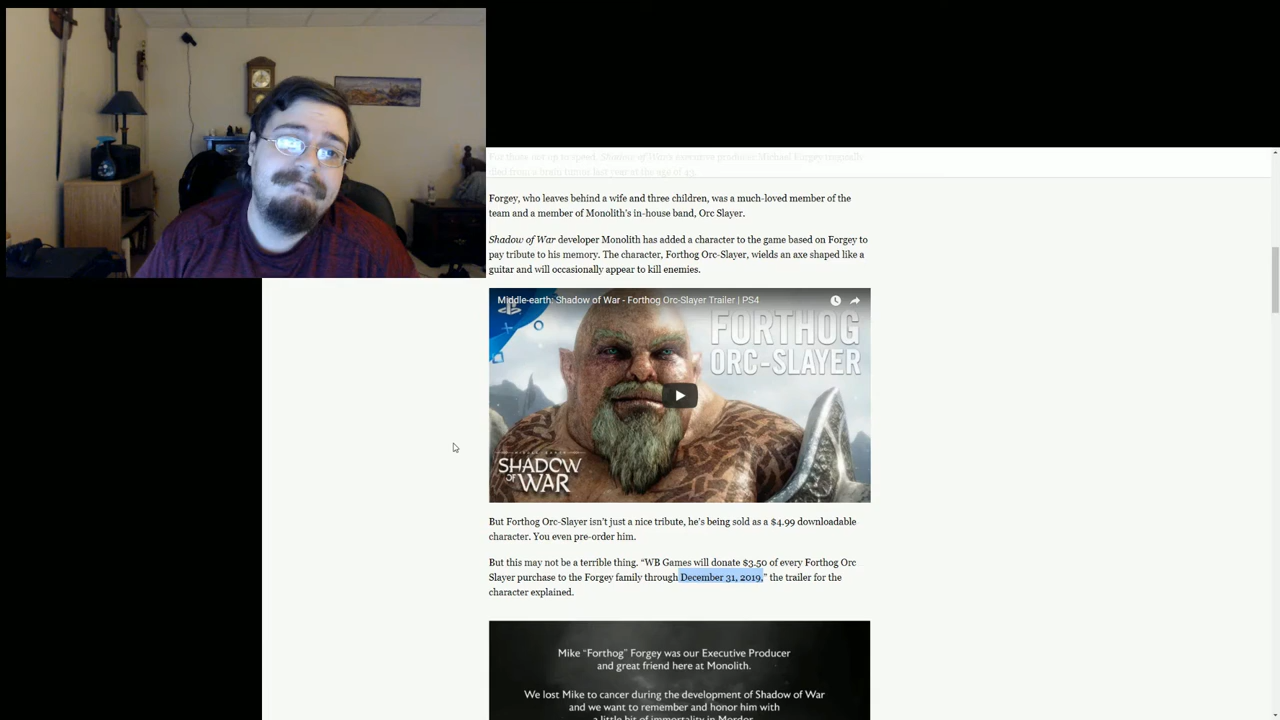 For those not up to speed, Shadow of War's executive producer Michael Forgey tragically
died from a brain tumor last year at the age of 43.
Forgey, who leaves behind a wife and three children, was a much-loved member of the
team and a member of Monolith's in-house band, Orc Slayer.
Shadow of War developer Monolith has added a character to the game based on Forgey to
pay tribute to his memory. The character, Forthog Orc-Slayer, wields an axe shaped like a
guitar and will occasionally appear to kill enemies.
Middle-earth: Shadow of War - Forthog Orc-Slayer Trailer | PS4
FORTHOG
ORC-SLAYER
MIDDLE-EARTH
SHADOW
OF WAR
But Forthog Orc-Slayer isn't just a nice tribute, he's being sold as a $4.99 downloadable
character. You even pre-order him.
But this may not be a terrible thing. "WB Games will donate $3.50 of every Forthog Orc
Slayer purchase to the Forgey family through December 31, 2019," the trailer for the
character explained.
Mike "Forthog" Forgey was our Executive Producer
and great friend here at Monolith.
We lost Mike to cancer during the development of Shadow of War
and we want to remember and honor him with
a little bit of immortality in Mordor.